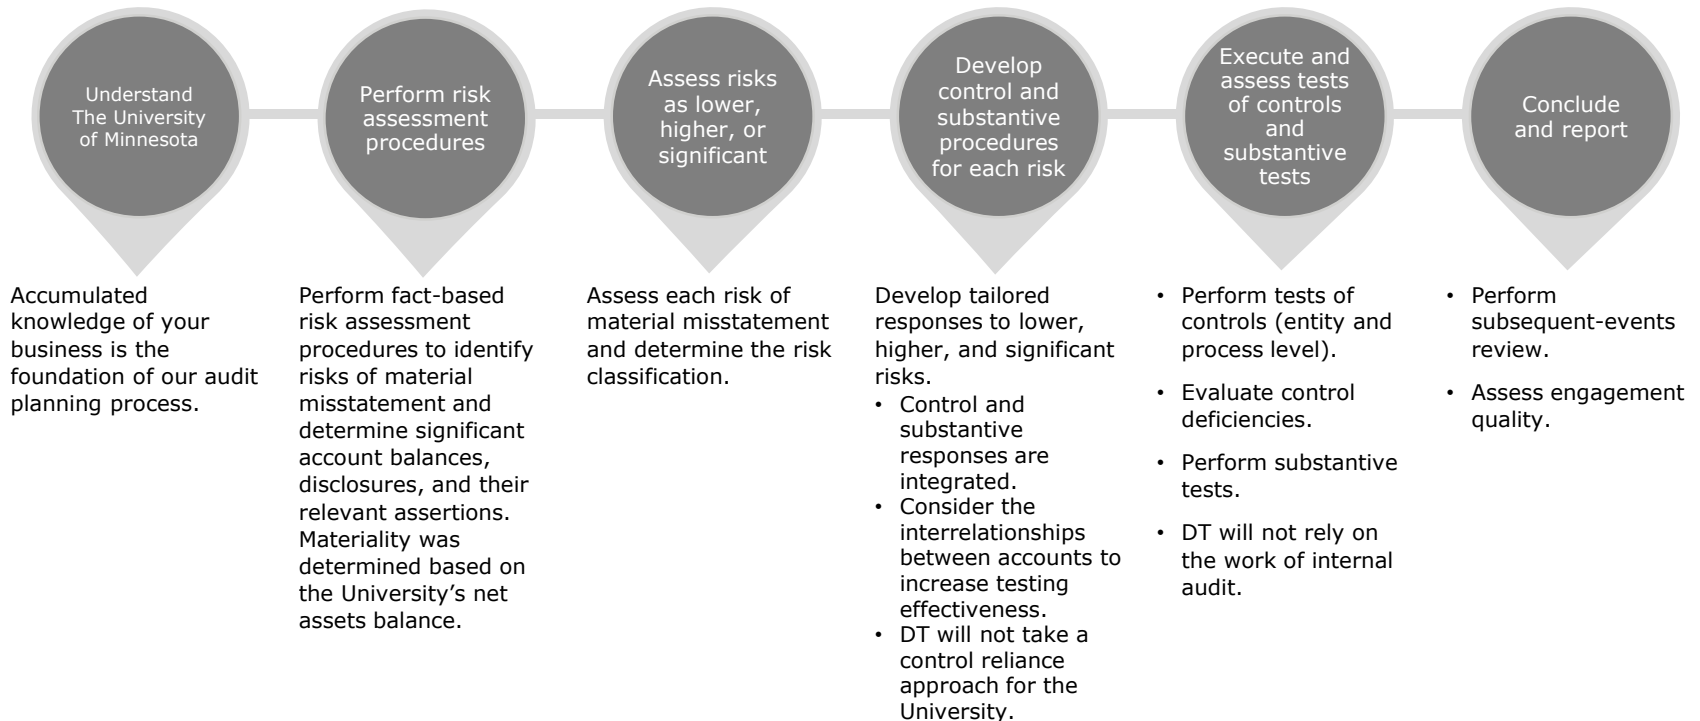 Understand
The University
of Minnesota
Perform risk
assessment
procedures
Assess risks
as lower,
higher, or
significant
Develop
control and
substantive
procedures
for each risk
Execute and
assess tests
of controls
and
substantive
tests
Conclude
and report
Accumulated
knowledge of your
business is the
foundation of our audit
planning process.
Perform fact-based
risk assessment
procedures to identify
risks of material
misstatement and
determine significant
account balances,
disclosures, and their
relevant assertions.
Materiality was
determined based on
the University’s net
assets balance.
Assess each risk of
material misstatement
and determine the risk
classification.
Develop tailored
responses to lower,
higher, and significant
risks.
• Control and
substantive
responses are
integrated.
• Consider the
interrelationships
between accounts to
increase testing
effectiveness.
• DT will not take a
control reliance
approach for the
University.
• Perform tests of
controls (entity and
process level).
• Evaluate control
deficiencies.
• Perform substantive
tests.
• DT will not rely on
the work of internal
audit.
• Perform
subsequent-events
review.
• Assess engagement
quality.